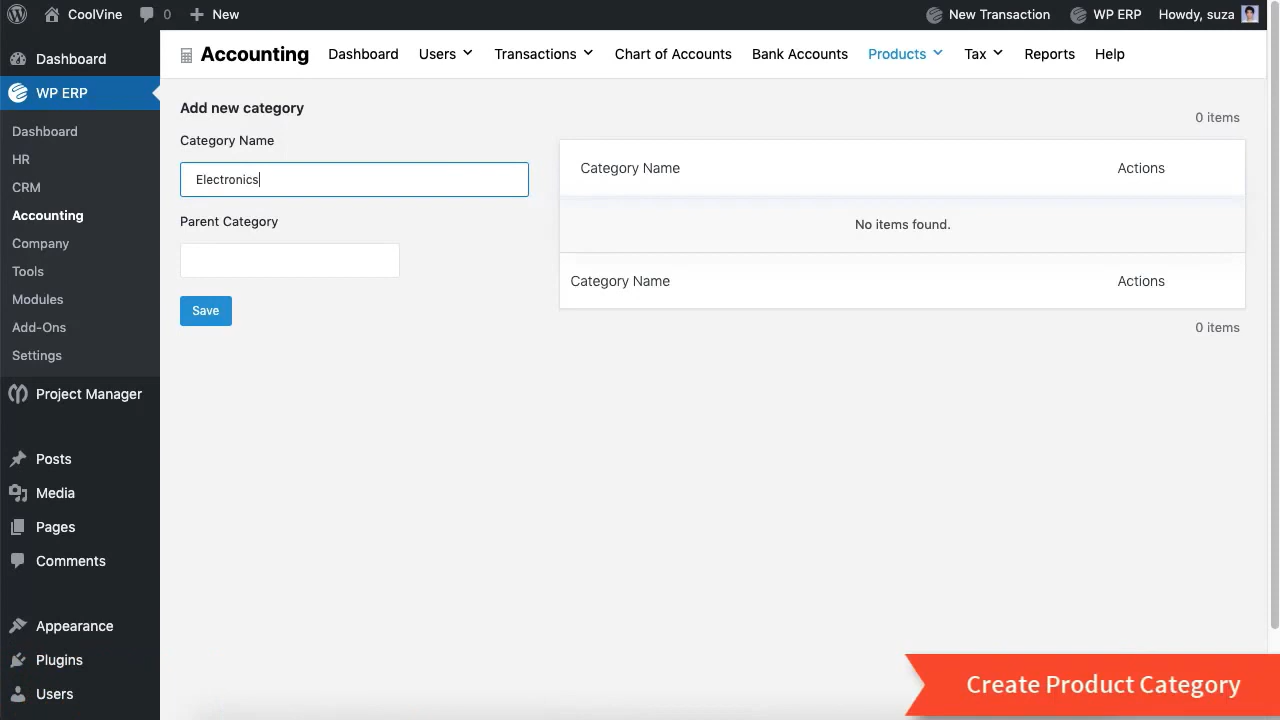 CoolVine 0 New New Transaction WP ERP Howdy, suza
Dashboard
WP ERP
Dashboard
HR
CRM
Accounting
Company
Tools
Modules
Add-Ons
Settings
Project Manager
Posts
Media
Pages
Comments
Appearance
Plugins
Users
Accounting Dashboard Users Transactions Chart of Accounts Bank Accounts Products Tax Reports Help
Add new category
Category Name
Electronics
Parent Category
Save
0 items
Category Name Actions
No items found.
Category Name Actions
0 items
Create Product Category